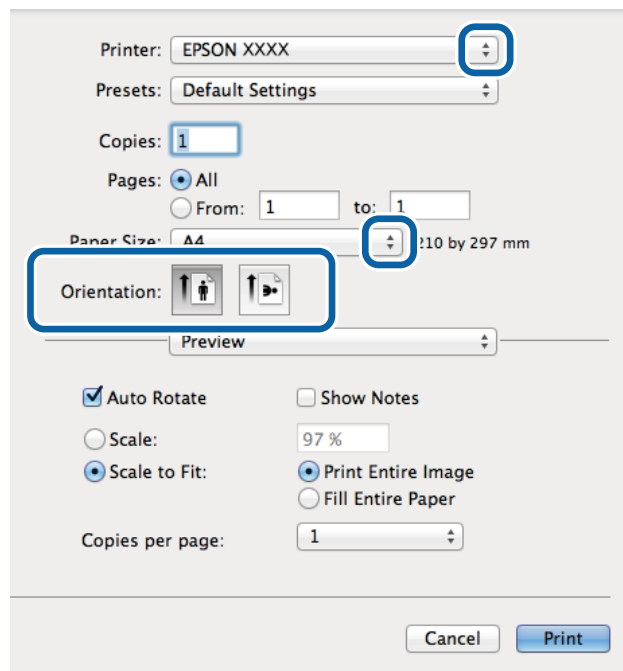 Printer: EPSON XXXX
Presets: Default Settings
Copies: 1
Pages: All
From: 1 to: 1
Paper Size: A4 210 by 297 mm
Orientation:
Preview
Auto Rotate Show Notes
Scale: 97 %
Scale to Fit: Print Entire Image
Fill Entire Paper
Copies per page: 1
Cancel Print